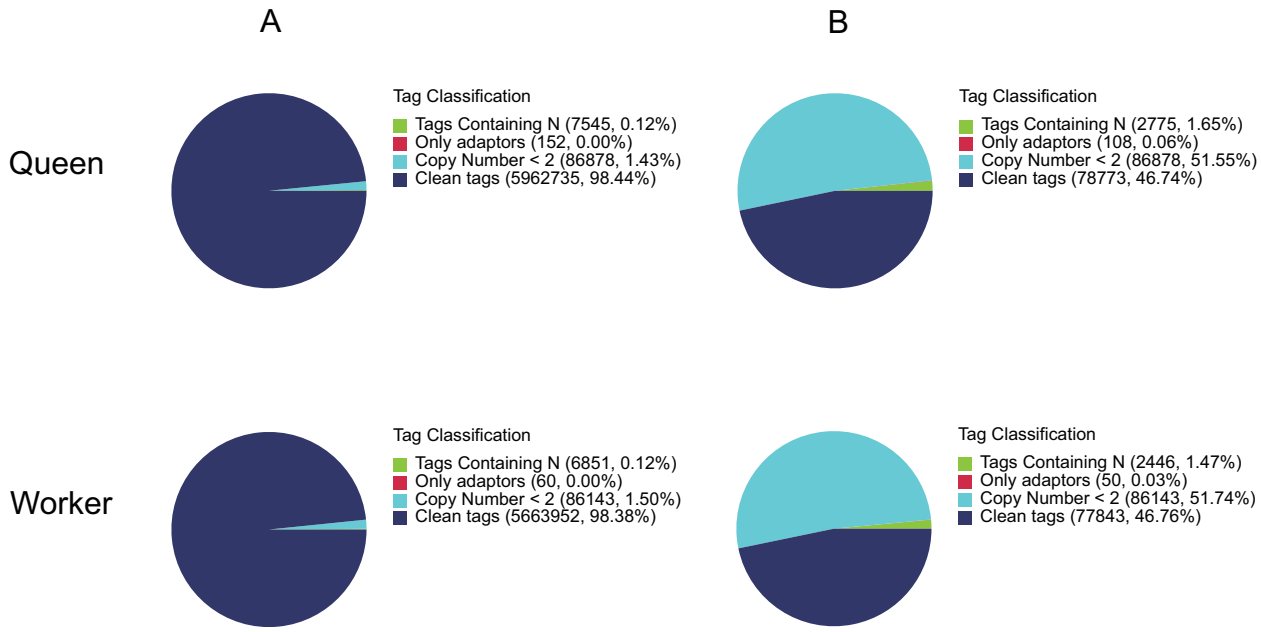 A
B
Queen
Tag Classification
Tags Containing N (7545, 0.12%)
Only adaptors (152, 0.00%)
Copy Number < 2 (86878, 1.43%)
Clean tags (5962735, 98.44%)
Tag Classification
Tags Containing N (2775, 1.65%)
Only adaptors (108, 0.06%)
Copy Number < 2 (86878, 51.55%)
Clean tags (78773, 46.74%)
Worker
Tag Classification
Tags Containing N (6851, 0.12%)
Only adaptors (60, 0.00%)
Copy Number < 2 (86143, 1.50%)
Clean tags (5663952, 98.38%)
Tag Classification
Tags Containing N (2446, 1.47%)
Only adaptors (50, 0.03%)
Copy Number < 2 (86143, 51.74%)
Clean tags (77843, 46.76%)